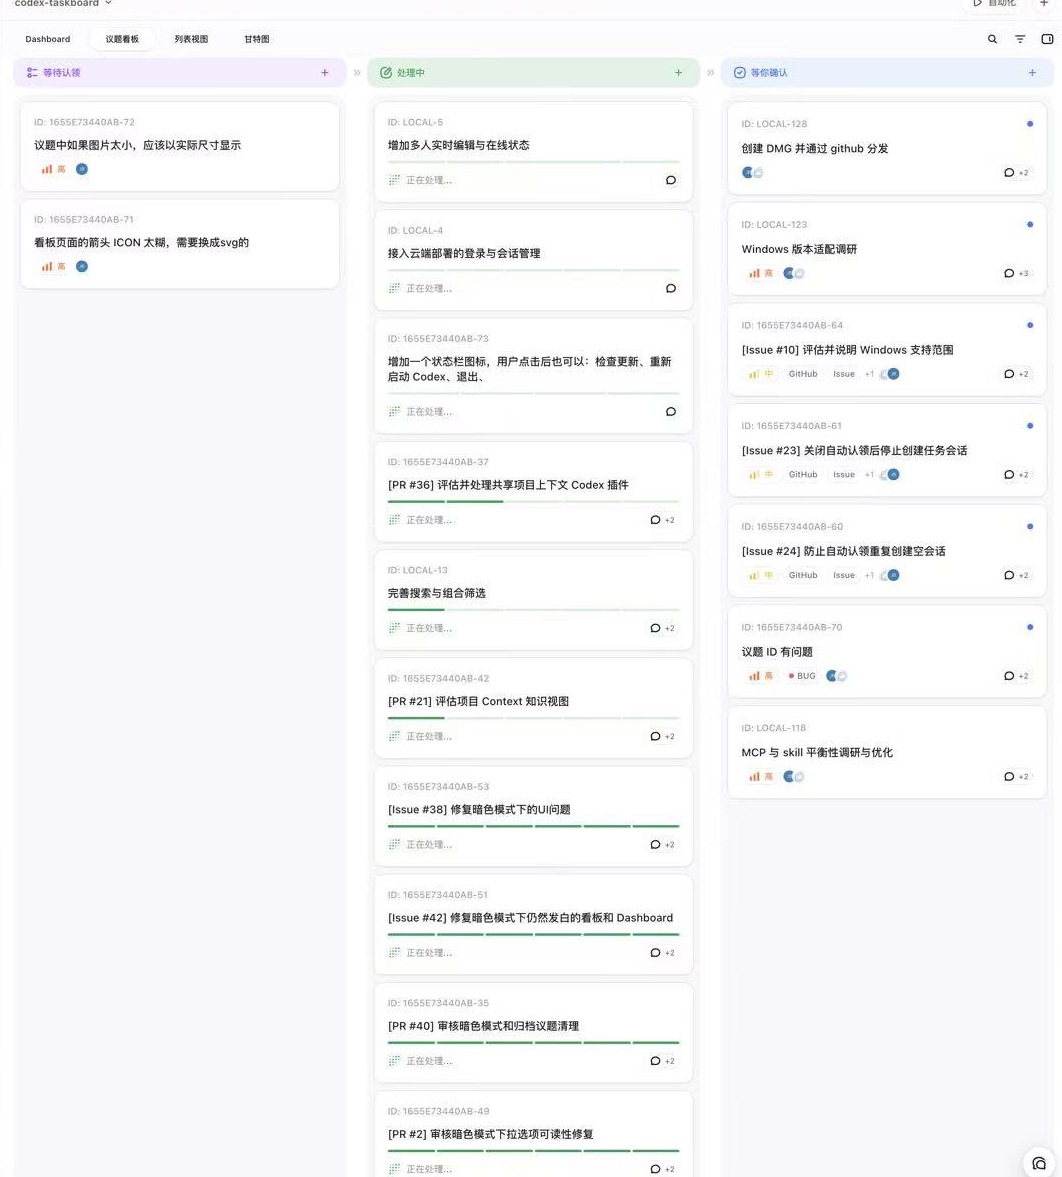 codex-taskboard
自动化
Dashboard
议题看板
列表视图
甘特图
等待认领
ID: 1655E73440AB-72
议题中如果图片太小，应该以实际尺寸显示
高
ID: 1655E73440AB-71
看板页面的箭头 ICON 太糊，需要换成svg的
高
处理中
ID: LOCAL-5
增加多人实时编辑与在线状态
正在处理...
ID: LOCAL-4
接入云端部署的登录与会话管理
正在处理...
ID: 1655E73440AB-73
增加一个状态栏图标，用户点击后也可以：检查更新、重新
启动 Codex、退出、
正在处理...
ID: 1655E73440AB-37
[PR #36] 评估并处理共享项目上下文 Codex 插件
正在处理...
+2
ID: LOCAL-13
完善搜索与组合筛选
正在处理...
+2
ID: 1655E73440AB-42
[PR #21] 评估项目 Context 知识视图
正在处理...
+2
ID: 1655E73440AB-53
[Issue #38] 修复暗色模式下的UI问题
正在处理...
+2
ID: 1655E73440AB-51
[Issue #42] 修复暗色模式下仍然发白的看板和 Dashboard
正在处理...
+2
ID: 1655E73440AB-35
[PR #40] 审核暗色模式和归档议题清理
正在处理...
+2
ID: 1655E73440AB-49
[PR #2] 审核暗色模式下拉选项可读性修复
正在处理...
+2
等你确认
ID: LOCAL-128
创建 DMG 并通过 github 分发
+2
ID: LOCAL-123
Windows 版本适配调研
高
+3
ID: 1655E73440AB-64
[Issue #10] 评估并说明 Windows 支持范围
中 GitHub Issue +1
+2
ID: 1655E73440AB-61
[Issue #23] 关闭自动认领后停止创建任务会话
中 GitHub Issue +1
+2
ID: 1655E73440AB-60
[Issue #24] 防止自动认领重复创建空会话
中 GitHub Issue +1
+2
ID: 1655E73440AB-70
议题 ID 有问题
高 BUG
+2
ID: LOCAL-118
MCP 与 skill 平衡性调研与优化
高
+2